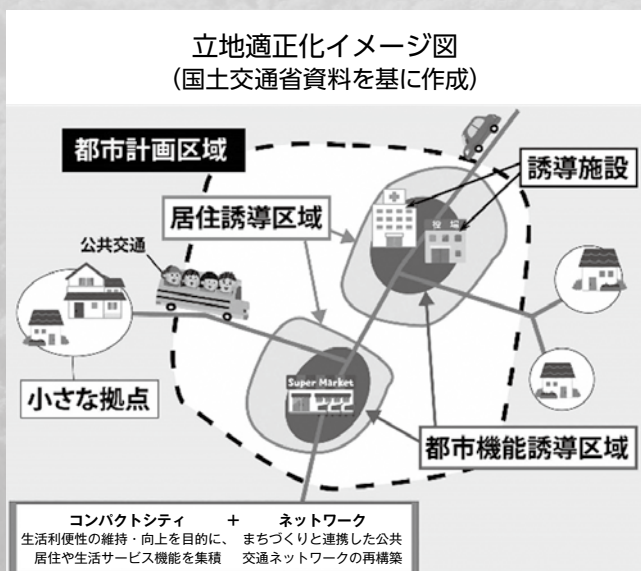 立地適正化イメージ図
（国土交通省資料を基に作成）
都市計画区域
誘導施設
居住誘導区域
役場
公共交通
小さな拠点
Super Market
都市機能誘導区域
コンパクトシティ ＋ ネットワーク
生活利便性の維持・向上を目的に、
居住や生活サービス機能を集積
まちづくりと連携した公共
交通ネットワークの再構築